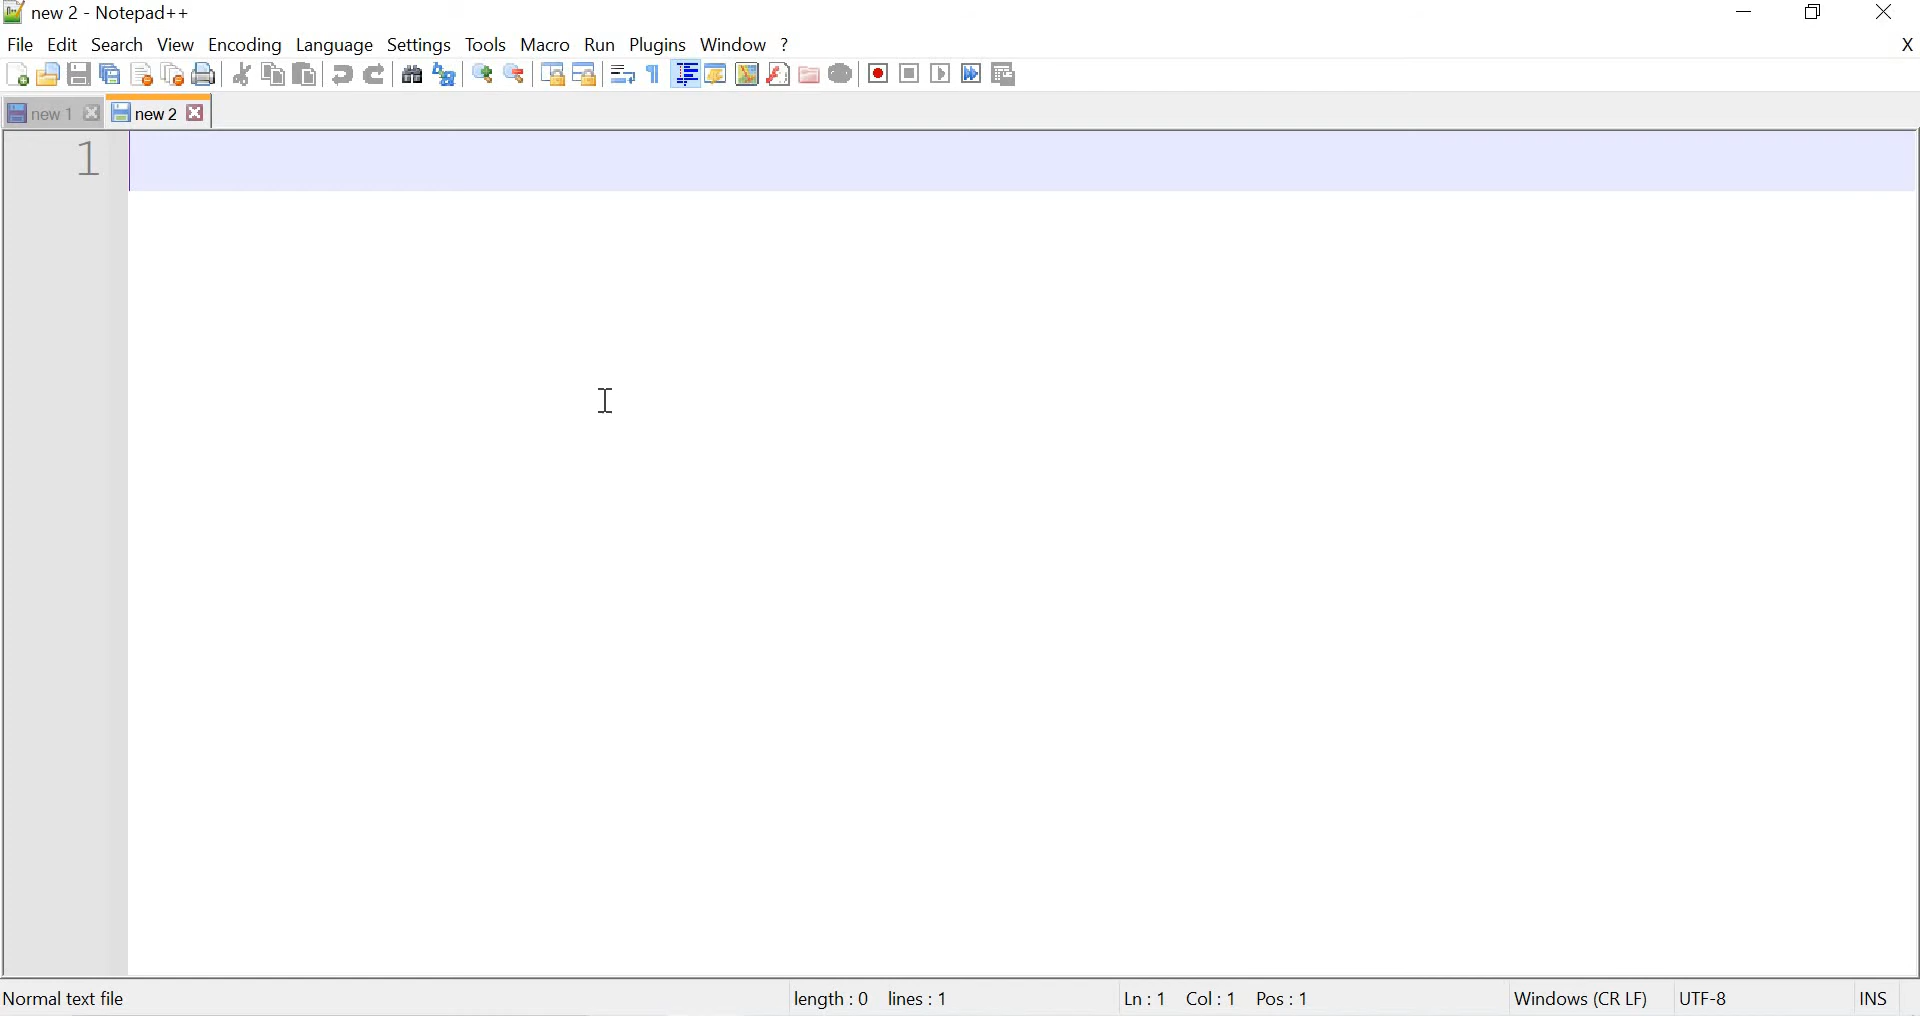 new 2 - Notepad++
File Edit Search View Encoding Language Settings Tools Macro Run Plugins Window ? X
new 1 new 2
1
Normal text file length : 0 lines : 1 Ln : 1 Col : 1 Pos : 1 Windows (CR LF) UTF-8 INS